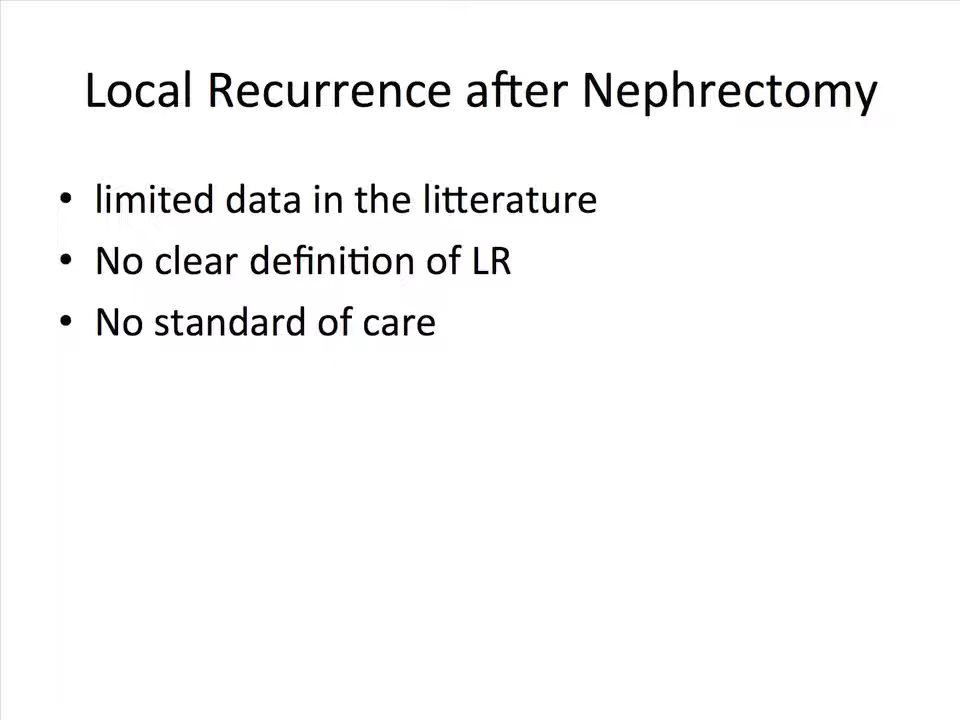 Local Recurrence after Nephrectomy
• limited data in the litterature
• No clear definition of LR
• No standard of care